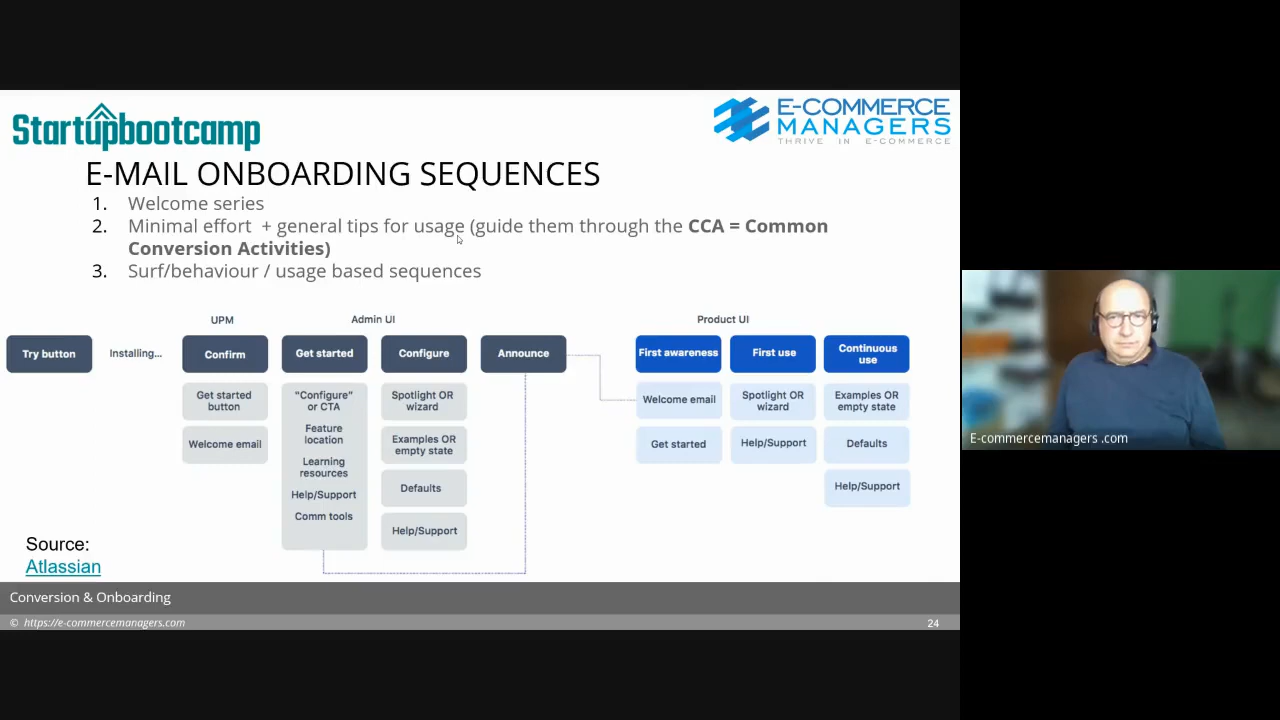 Startupbootcamp
E-COMMERCE
MANAGERS
THRIVE IN E-COMMERCE
E-MAIL ONBOARDING SEQUENCES
1. Welcome series
2. Minimal effort + general tips for usage (guide them through the CCA = Common
Conversion Activities)
3. Surf/behaviour / usage based sequences
UPM
Admin UI
Product UI
Try button
Installing...
Confirm
Get started
Configure
Announce
First awareness
First use
Continuous
use
Get started
button
Welcome email
"Configure"
or CTA
Feature
location
Learning
resources
Help/Support
Comm tools
Spotlight OR
wizard
Examples OR
empty state
Defaults
Help/Support
Welcome email
Get started
Spotlight OR
wizard
Help/Support
Examples OR
empty state
Defaults
Help/Support
Source:
Atlassian
Conversion & Onboarding
© https://e-commercemanagers.com
24
E-commercemanagers .com